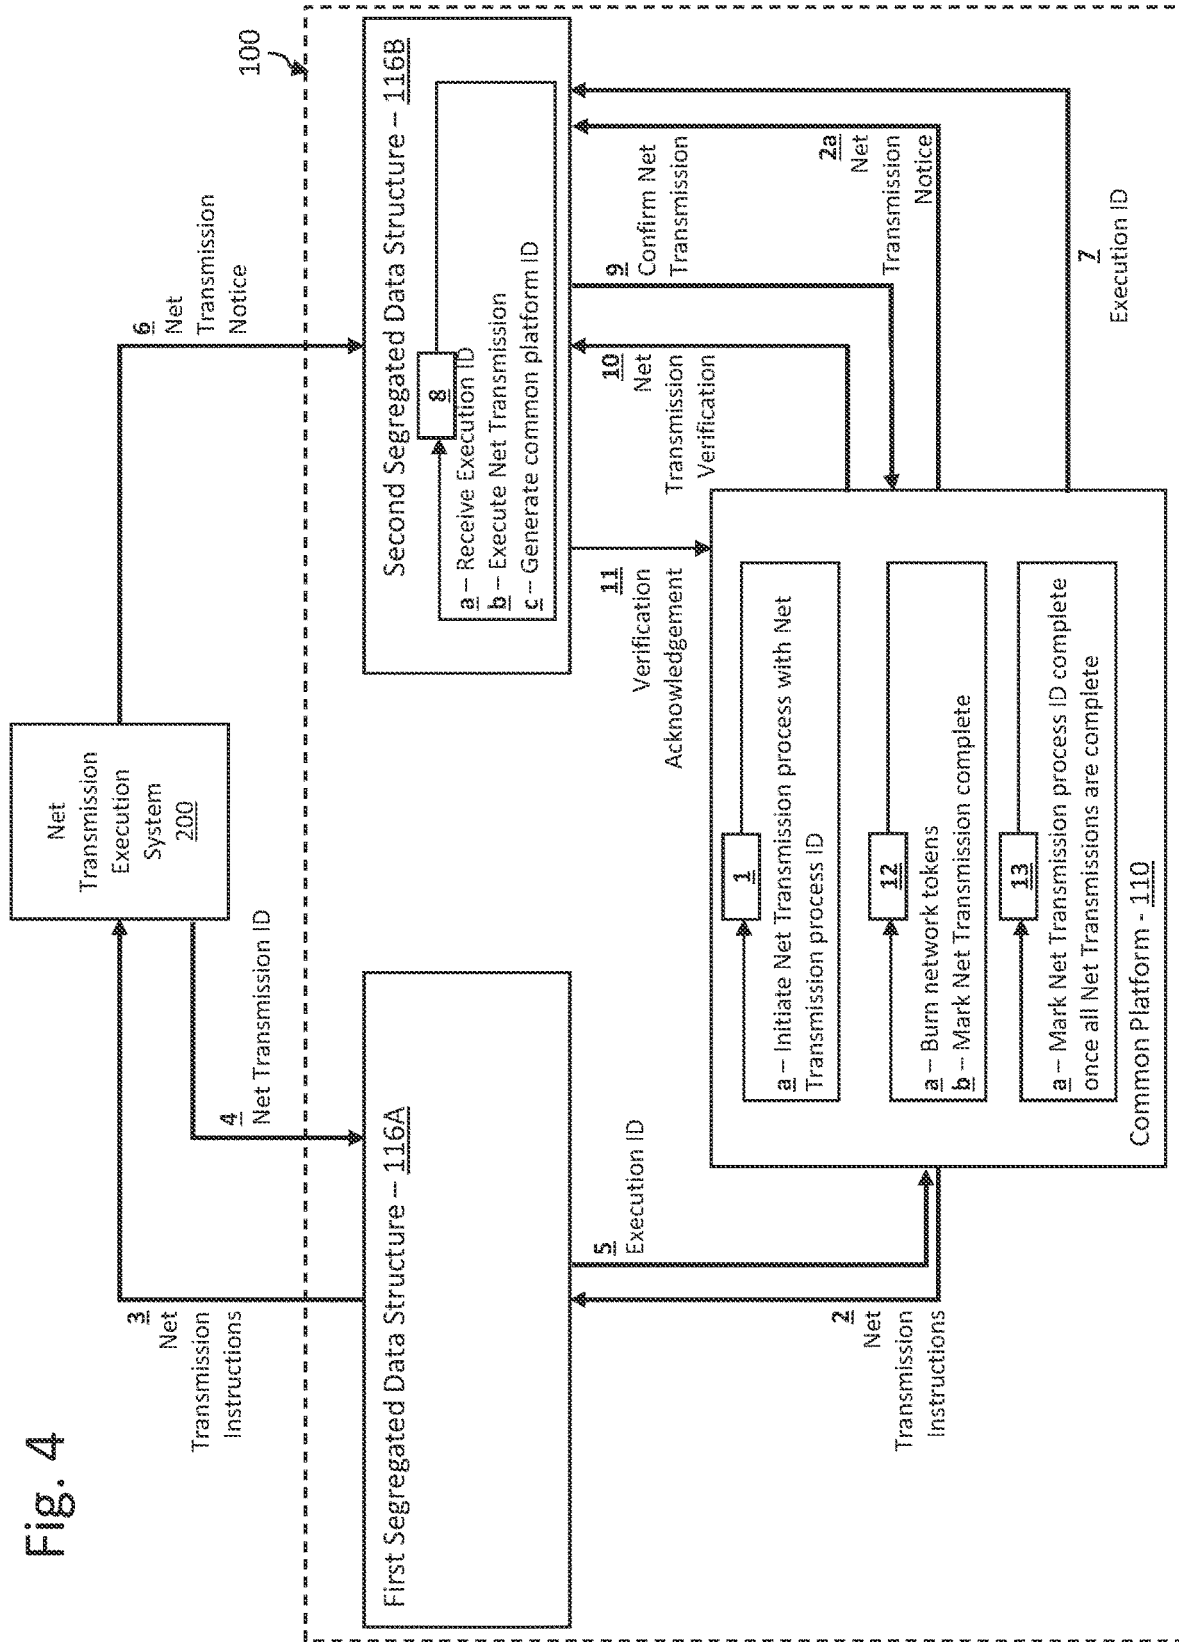 Fig. 4
100
Net
Transmission
Execution
System
200
3
Net
Transmission
Instructions
4
Net Transmission ID
6
Net
Transmission
Notice
First Segregated Data Structure – 116A
Second Segregated Data Structure – 116B
8
a – Receive Execution ID
b – Execute Net Transmission
c – Generate common platform ID
2
Net
Transmission
Instructions
5
Execution ID
11
Verification
Acknowledgement
10
Net
Transmission
Verification
9
Confirm Net
Transmission
2a
Net
Transmission
Notice
7
Execution ID
1
a – Initiate Net Transmission process with Net
Transmission process ID
12
a – Burn network tokens
b – Mark Net Transmission complete
13
a – Mark Net Transmission process ID complete
once all Net Transmissions are complete
Common Platform - 110